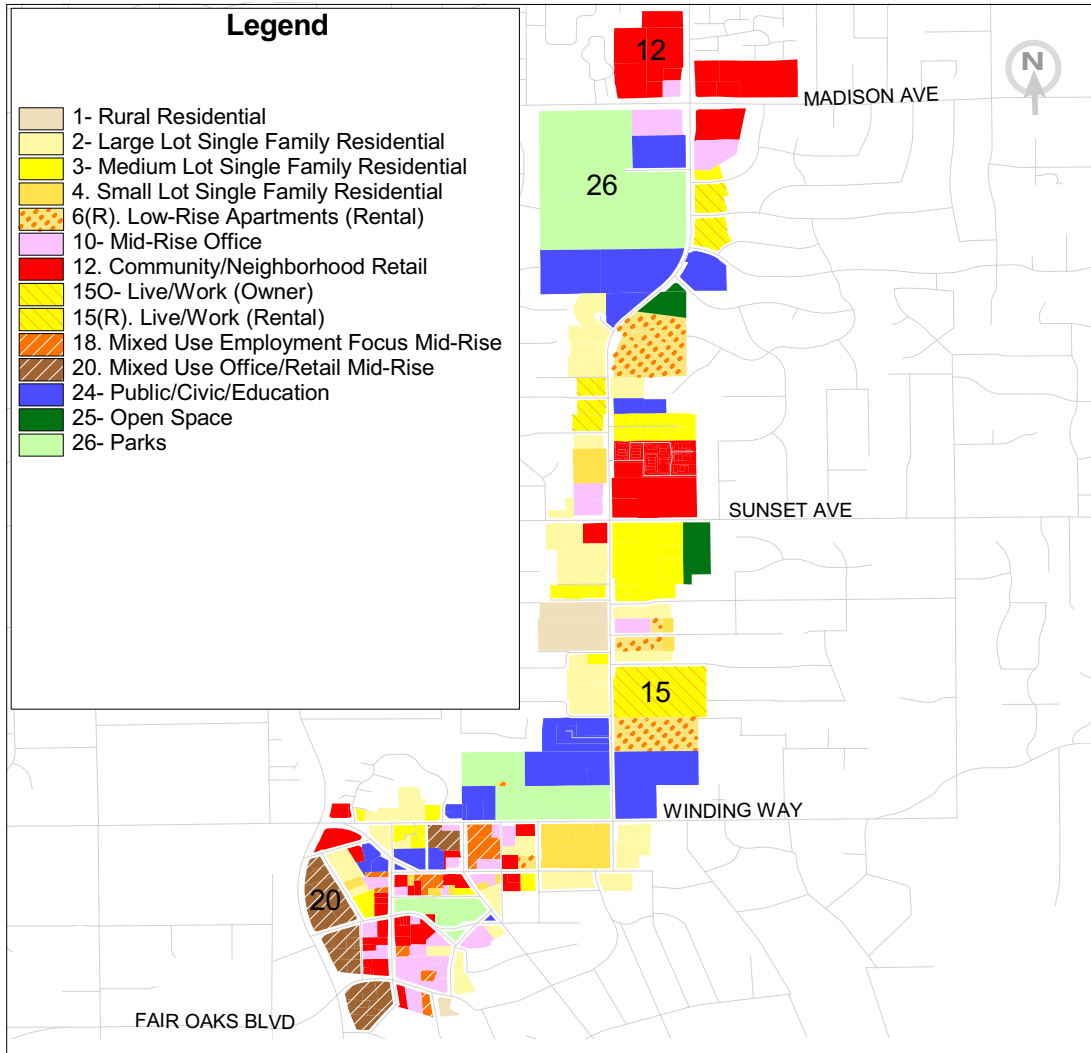 Legend
1- Rural Residential
2- Large Lot Single Family Residential
3- Medium Lot Single Family Residential
4. Small Lot Single Family Residential
6(R). Low-Rise Apartments (Rental)
10- Mid-Rise Office
12. Community/Neighborhood Retail
15O- Live/Work (Owner)
15(R). Live/Work (Rental)
18. Mixed Use Employment Focus Mid-Rise
20. Mixed Use Office/Retail Mid-Rise
24- Public/Civic/Education
25- Open Space
26- Parks
12
N
MADISON AVE
26
SUNSET AVE
15
WINDING WAY
20
FAIR OAKS BLVD